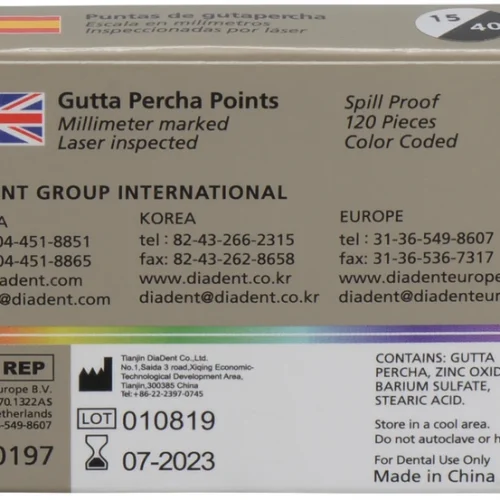 Puntas de gutapercha
Escala en milímetros
Inspeccionadas por láser
15
40
Gutta Percha Points
Millimeter marked
Laser inspected
Spill Proof
120 Pieces
Color Coded
NT GROUP INTERNATIONAL
A
04-451-8851
04-451-8865
diadent.com
diadent.com
KOREA
tel : 82-43-266-2315
fax: 82-43-262-8658
www.diadent.co.kr
diadent@diadent.co.kr
EUROPE
tel: 31-36-549-8607
fax: 31-36-536-7317
www.diadenteurope
diadent@diadenteu
REP
urope B.V.
70.1322AS
etherlands
-549-8607
0197
Tianjin DiaDent Co.,Ltd.
No.1,Saida 3 road,Xiqing Economic-
Technological Development Area,
Tianjin,300385 China
Tel:+86-22-2397-0745
LOT 010819
07-2023
CONTAINS: GUTTA
PERCHA, ZINC OXID
BARIUM SULFATE,
STEARIC ACID.
Store in a cool area.
Do not autoclave or h
For Dental Use Only
Made in China